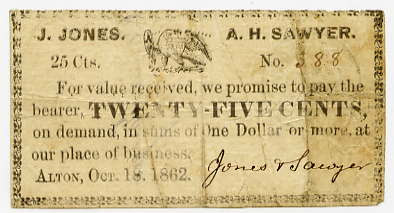 J. JONES. A. H. SAWYER.
25 Cts. No. 388
For value received, we promise to pay the
bearer, TWENTY-FIVE CENTS,
on demand, in sums of One Dollar or more, at
our place of business.
ALTON, OCT. 18. 1862. Jones & Sawyer